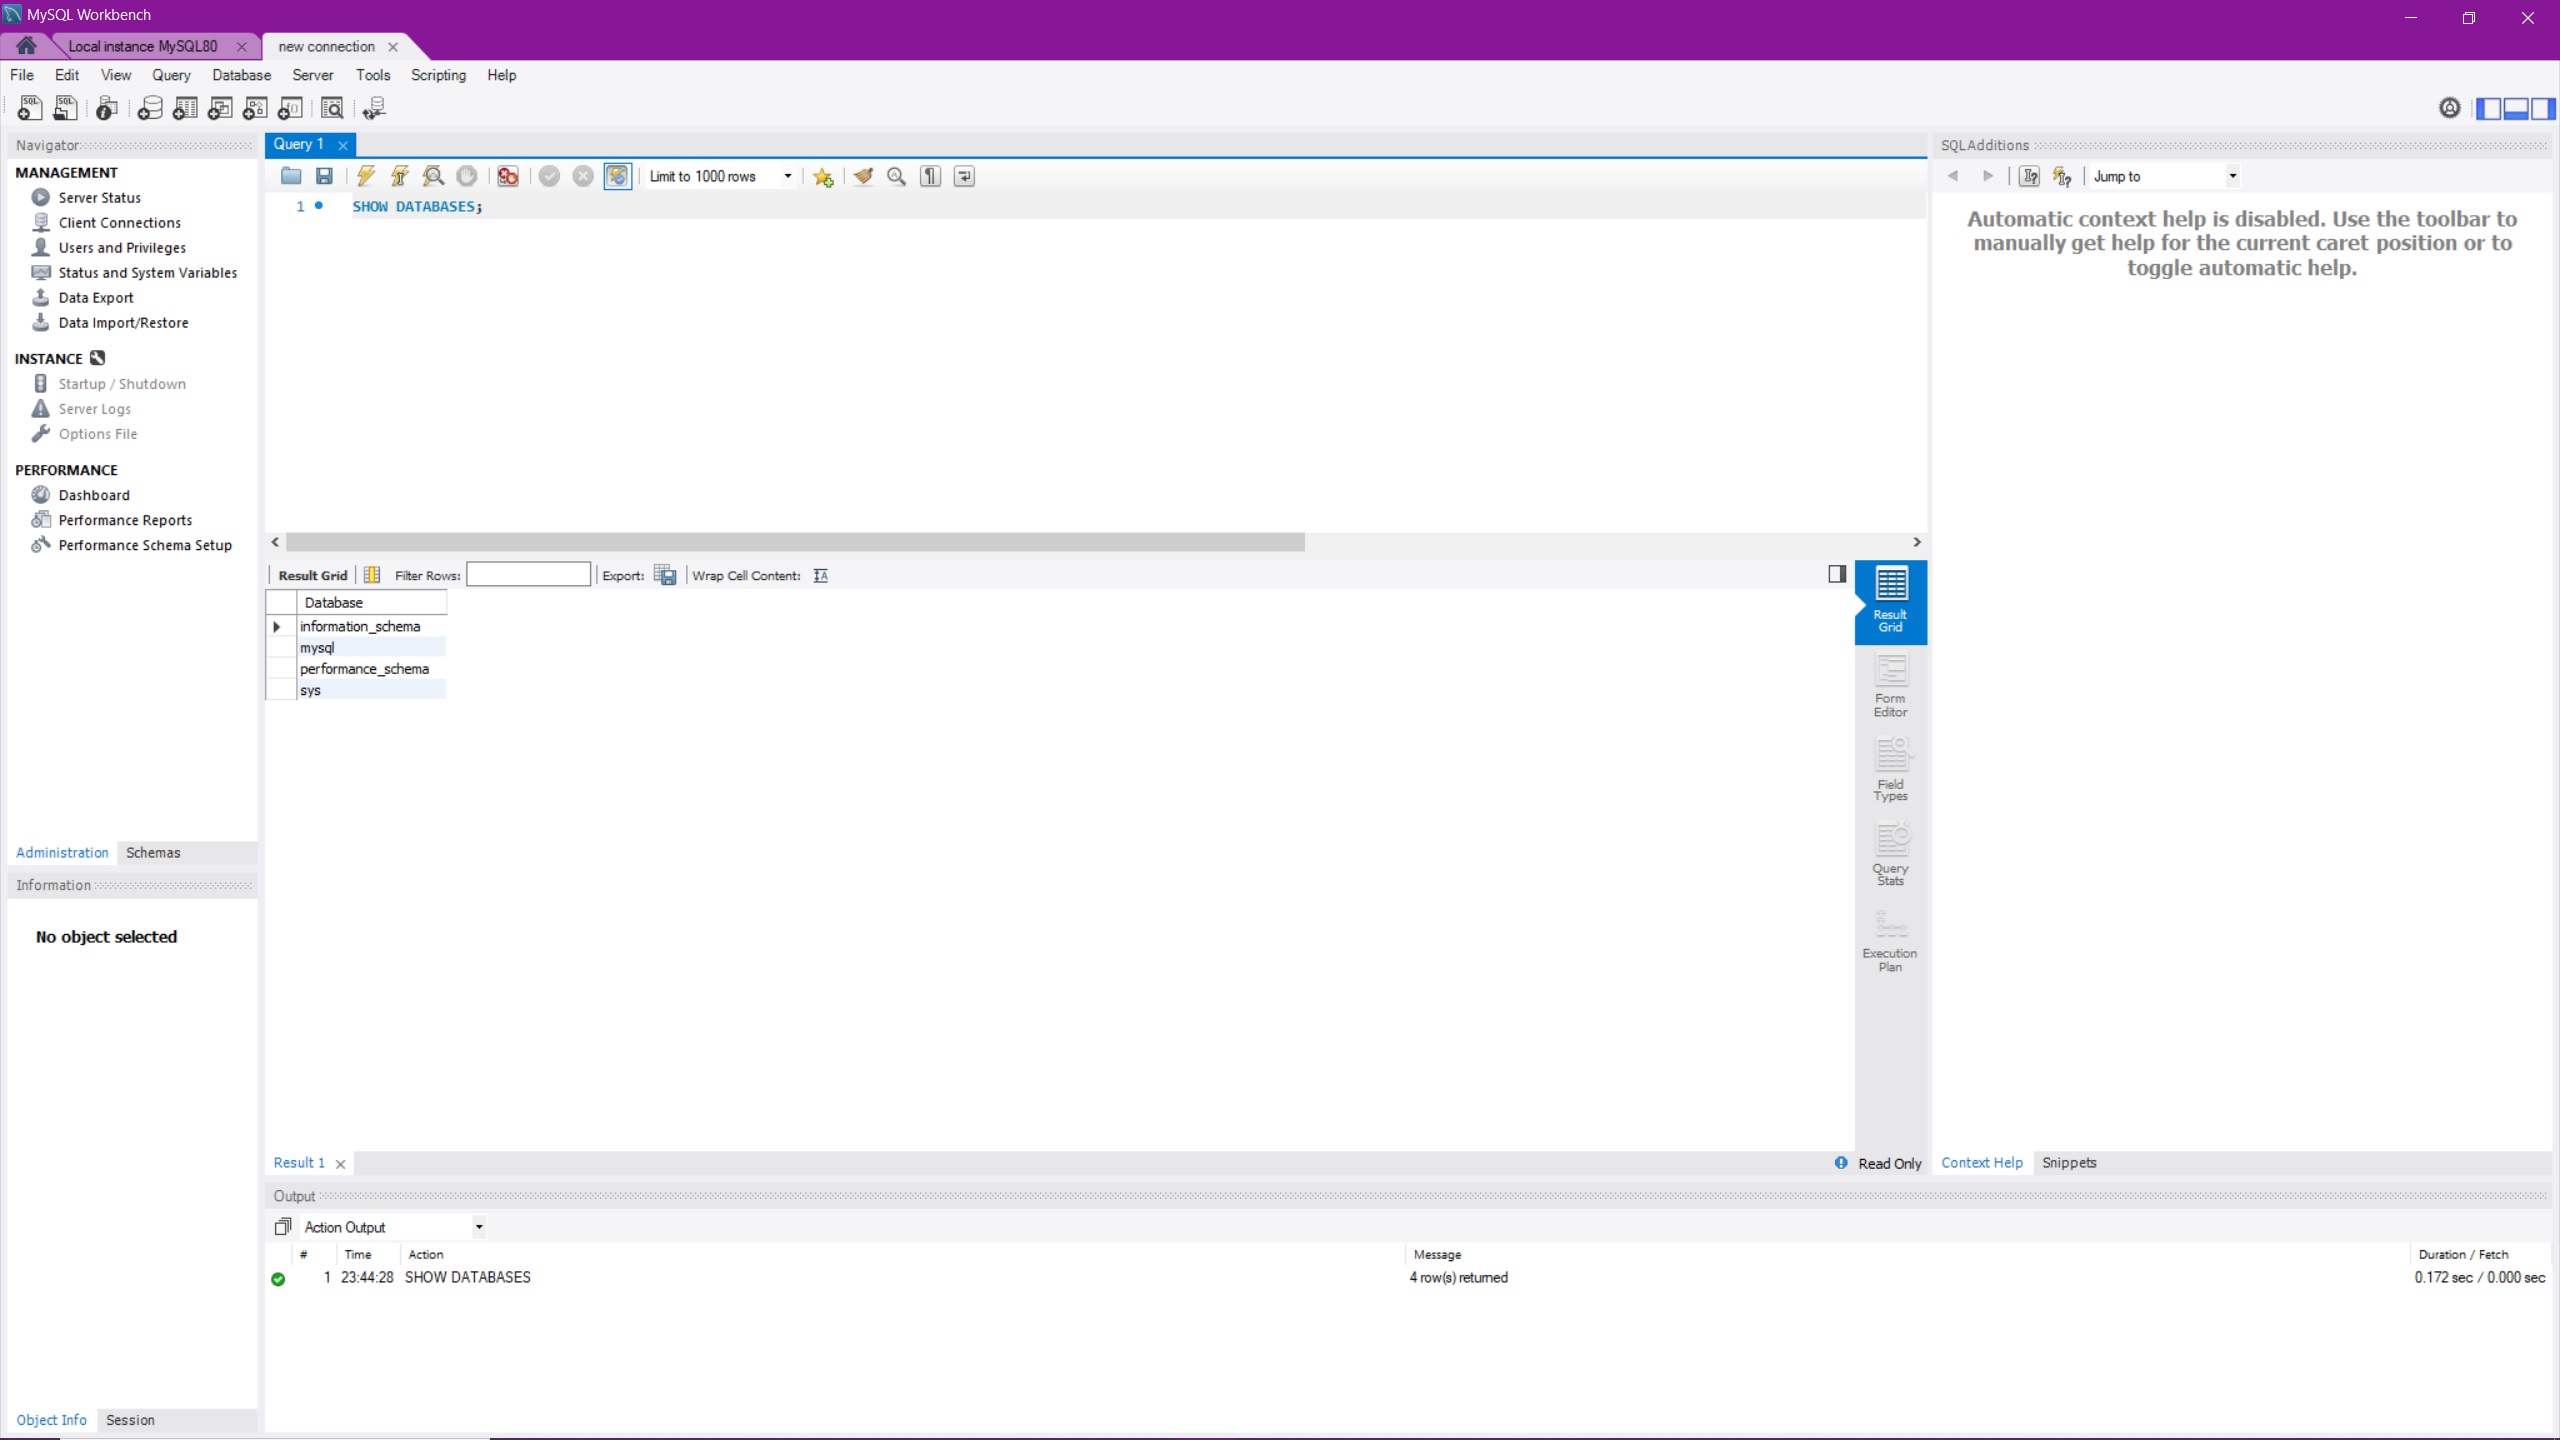 MySQL Workbench
Local instance MySQL80
new connection
File Edit View Query Database Server Tools Scripting Help
Navigator
MANAGEMENT
Server Status
Client Connections
Users and Privileges
Status and System Variables
Data Export
Data Import/Restore
INSTANCE
Startup / Shutdown
Server Logs
Options File
PERFORMANCE
Dashboard
Performance Reports
Performance Schema Setup
Administration Schemas
Information
No object selected
Object Info Session
Query 1
Limit to 1000 rows
1 SHOW DATABASES;
Result Grid Filter Rows: Export: Wrap Cell Content:
Database
information_schema
mysql
performance_schema
sys
Result
Grid
Form
Editor
Field
Types
Query
Stats
Execution
Plan
Result 1
Read Only
SQLAdditions
Jump to
Automatic context help is disabled. Use the toolbar to
manually get help for the current caret position or to
toggle automatic help.
Context Help Snippets
Output
Action Output
# Time Action Message Duration / Fetch
1 23:44:28 SHOW DATABASES 4 row(s) returned 0.172 sec / 0.000 sec